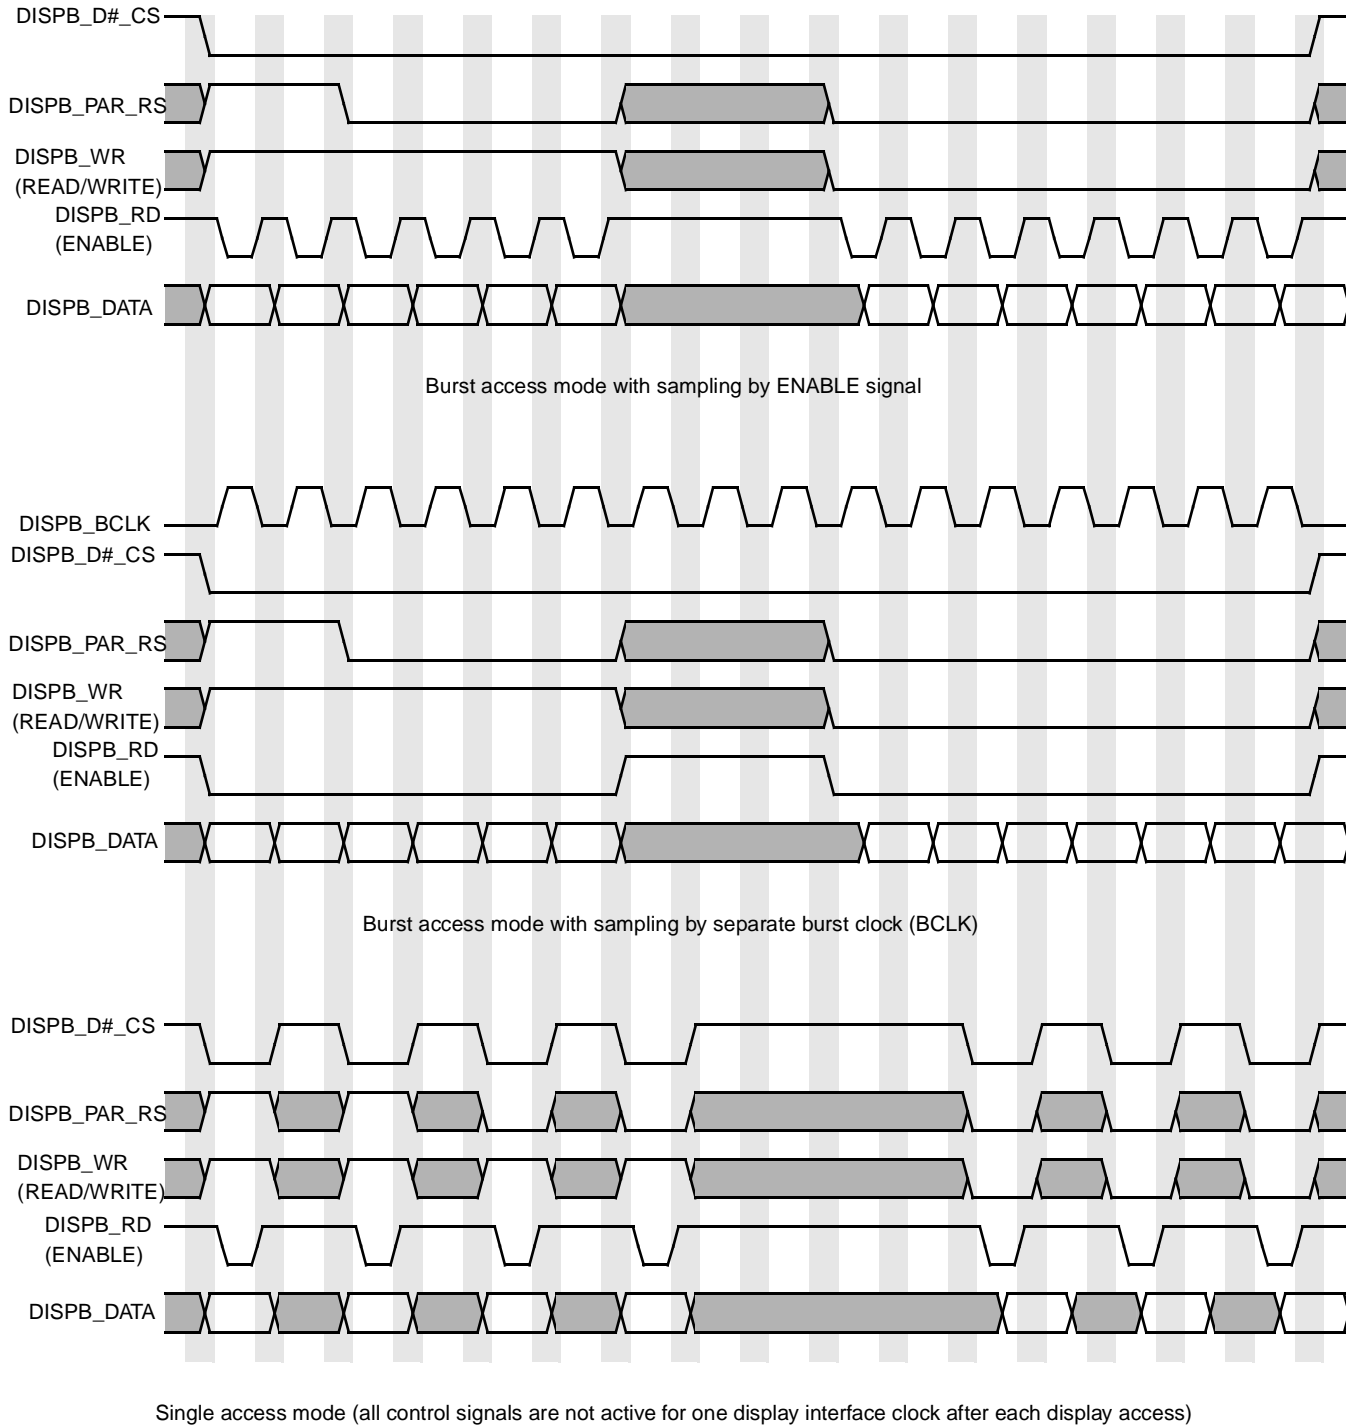 DISPB_D#_CS
DISPB_PAR_RS
DISPB_WR
(READ/WRITE)
DISPB_RD
(ENABLE)
DISPB_DATA
Burst access mode with sampling by ENABLE signal
DISPB_BCLK
DISPB_D#_CS
DISPB_PAR_RS
DISPB_WR
(READ/WRITE)
DISPB_RD
(ENABLE)
DISPB_DATA
Burst access mode with sampling by separate burst clock (BCLK)
DISPB_D#_CS
DISPB_PAR_RS
DISPB_WR
(READ/WRITE)
DISPB_RD
(ENABLE)
DISPB_DATA
Single access mode (all control signals are not active for one display interface clock after each display access)